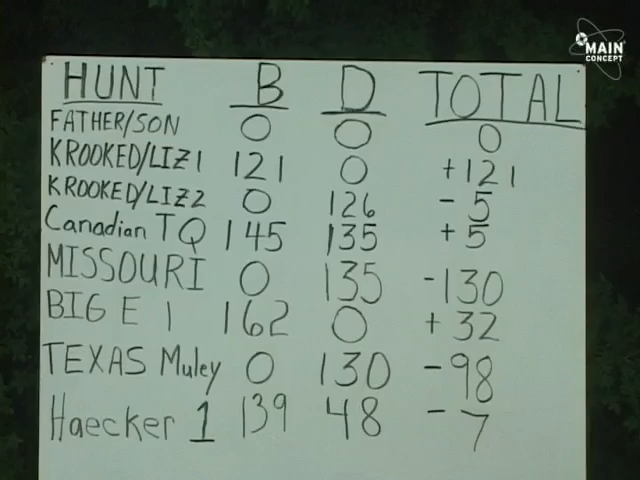 MAIN
CONCEPT
HUNT B D TOTAL
FATHER/SON 0 0 0
KROOKED/LIZ1 121 0 +121
KROOKED/LIZ2 0 126 -5
Canadian TQ 145 135 +5
MISSOURI 0 135 -130
BIG E 1 162 0 +32
TEXAS Muley 0 130 -98
Haecker 1 139 48 -7